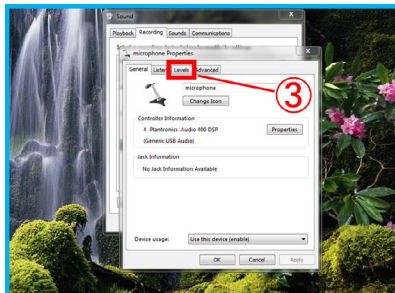 Sound
Playback Recording Sounds Communications
microphone Properties
General Listen Levels Advanced
microphona
Change Icon
Controller Information
4- Plantronics .Audio 400 DSP
Properties
(Generic USB Audio)
Jack Information
No Jack Information Available
Device usage:
Use this device (enable)
OK Cancel Apply
3